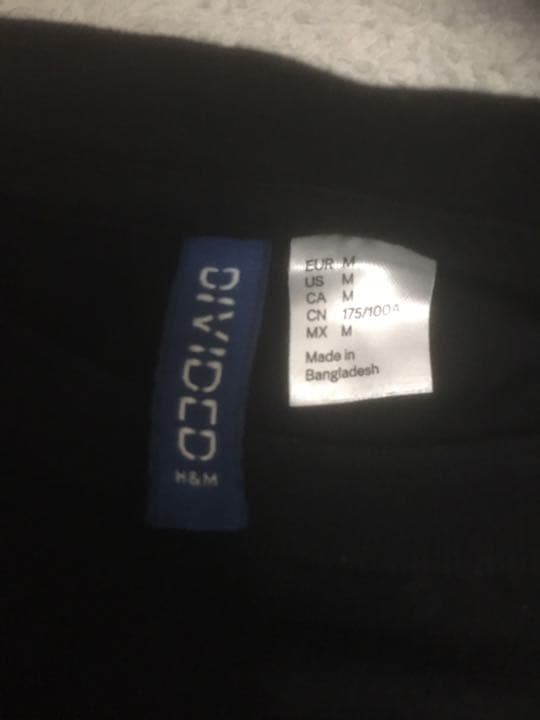 DIVIDED
H&M
EUR M
US M
CA M
CN 175/100A
MX M
Made in
Bangladesh